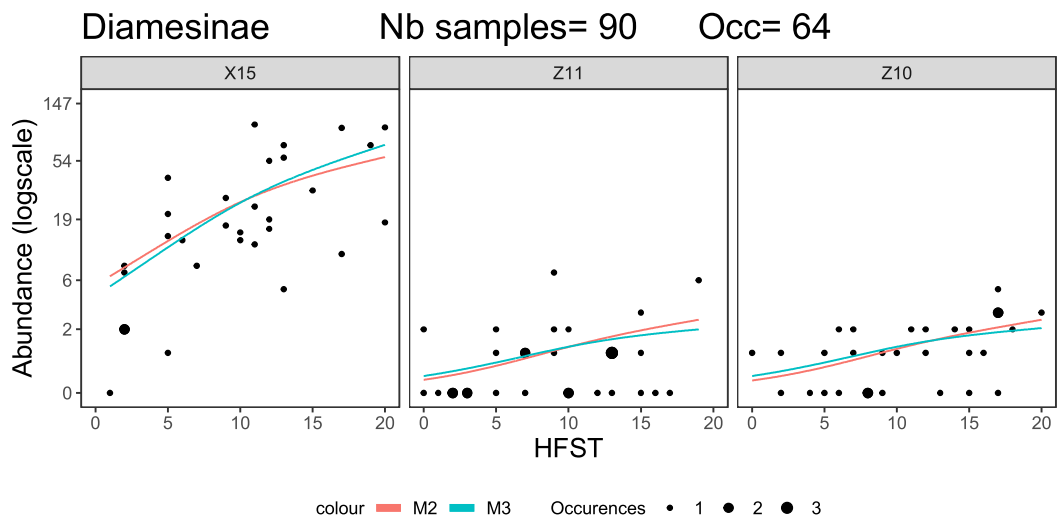 Diamesinae Nb samples= 90 Occ= 64
X15 Z11 Z10
Abundance (logscale)
147
54
19
6
2
0
0 5 10 15 20 0 5 10 15 20 0 5 10 15 20
HFST
colour M2 M3 Occurences 1 2 3